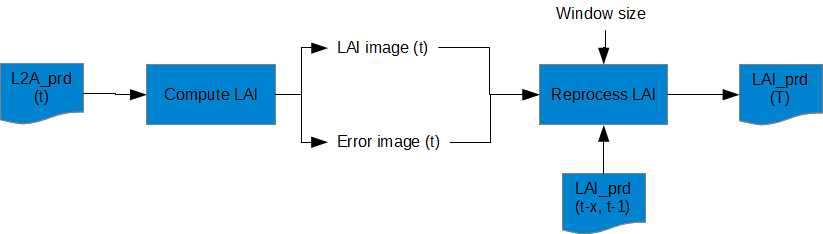 Window size
LAI image (t)
L2A_prd
(t)
Compute LAI
Reprocess LAI
LAI_prd
(T)
Error image (t)
LAI_prd
(t-x, t-1)